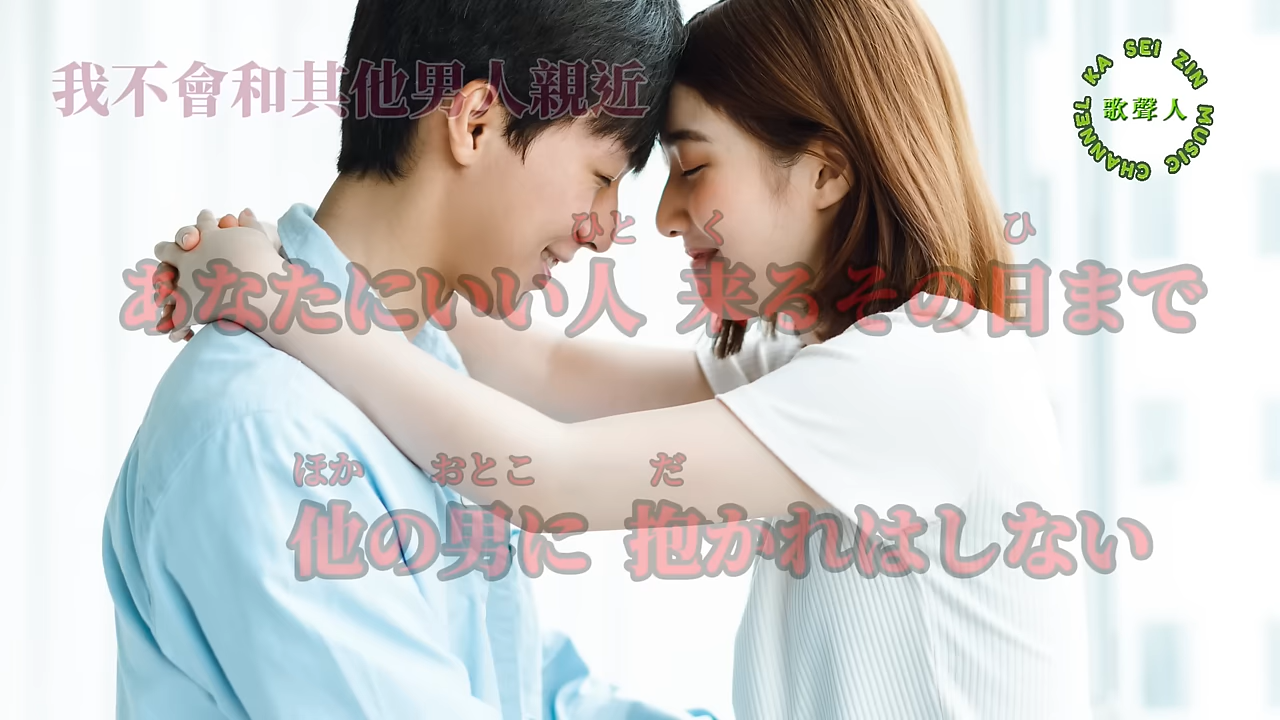 我不會和其他男人親近
KA SEI ZIN MUSIC CHANNEL
歌聲人
ひと く ひ
あなたにいい人 来るその日まで
ほか おとこ だ
他の男に 抱かれはしない